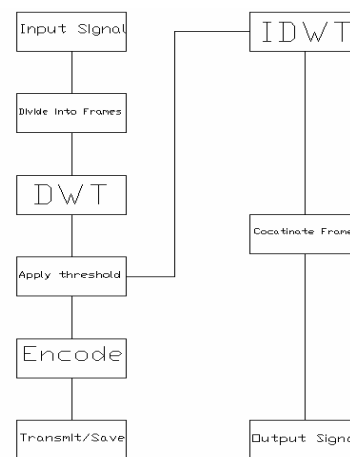 Input Signal
Divide into Frames
DWT
Apply threshold
Encode
Transmit/Save
IDWT
Cocatinate Frame
Output Signa